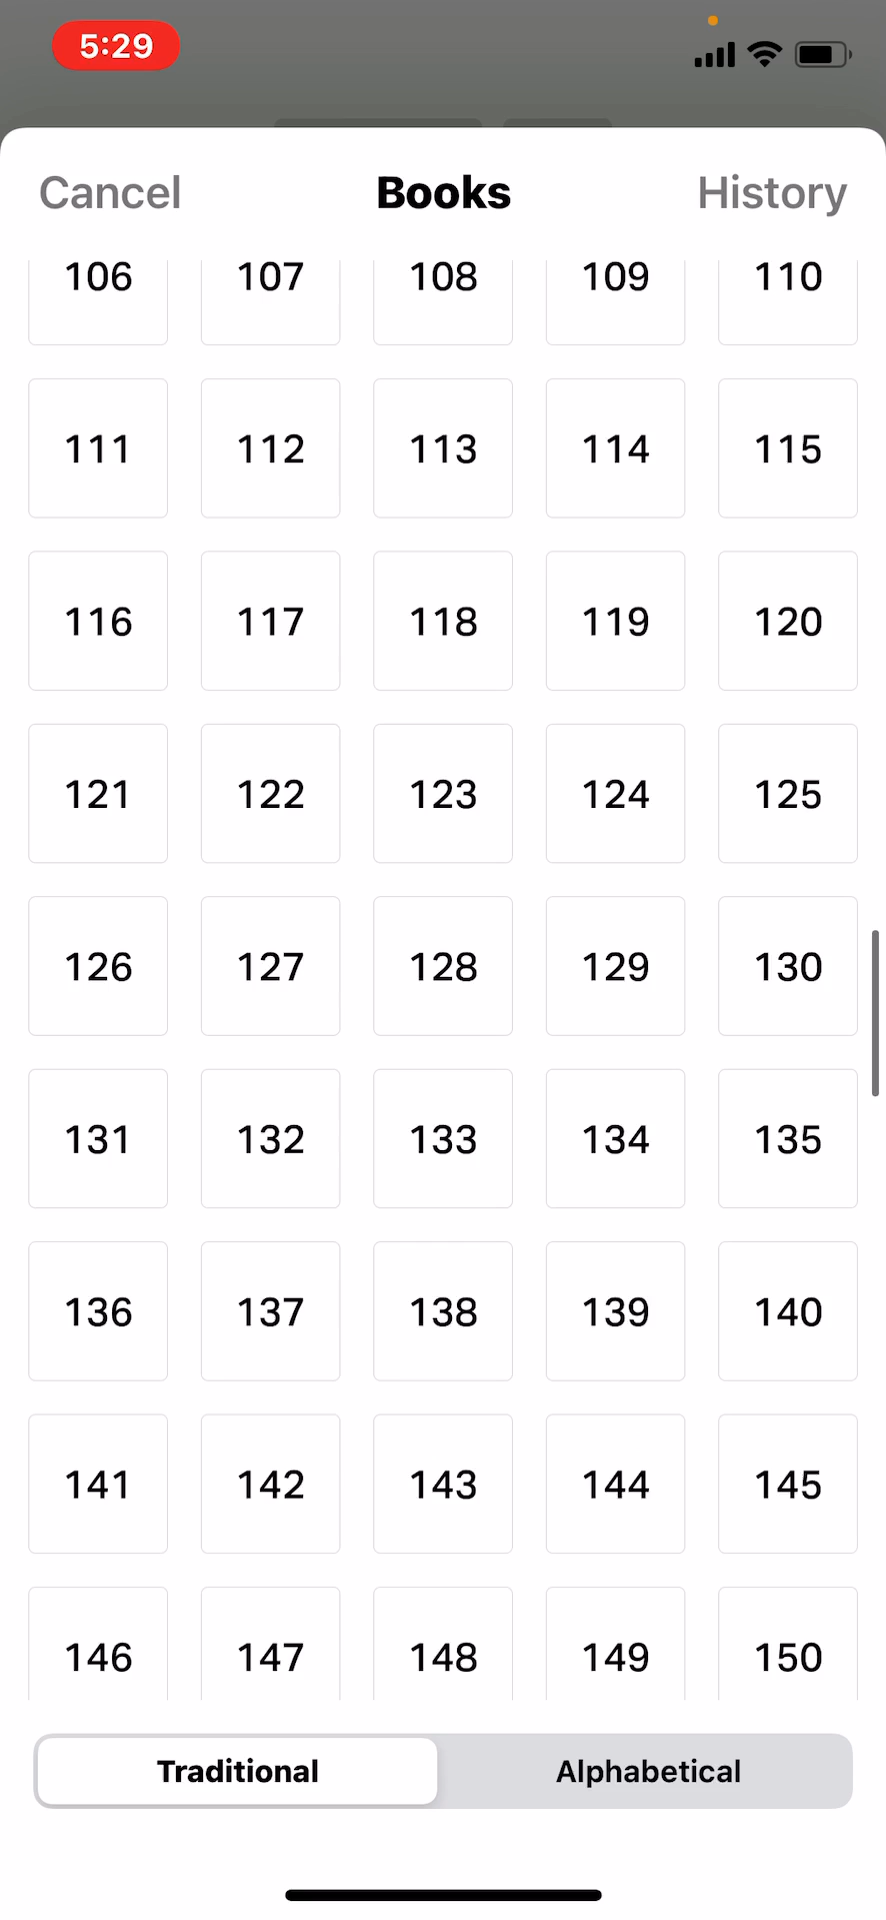 5:29
Cancel Books History
106 107 108 109 110
111 112 113 114 115
116 117 118 119 120
121 122 123 124 125
126 127 128 129 130
131 132 133 134 135
136 137 138 139 140
141 142 143 144 145
146 147 148 149 150
Traditional Alphabetical